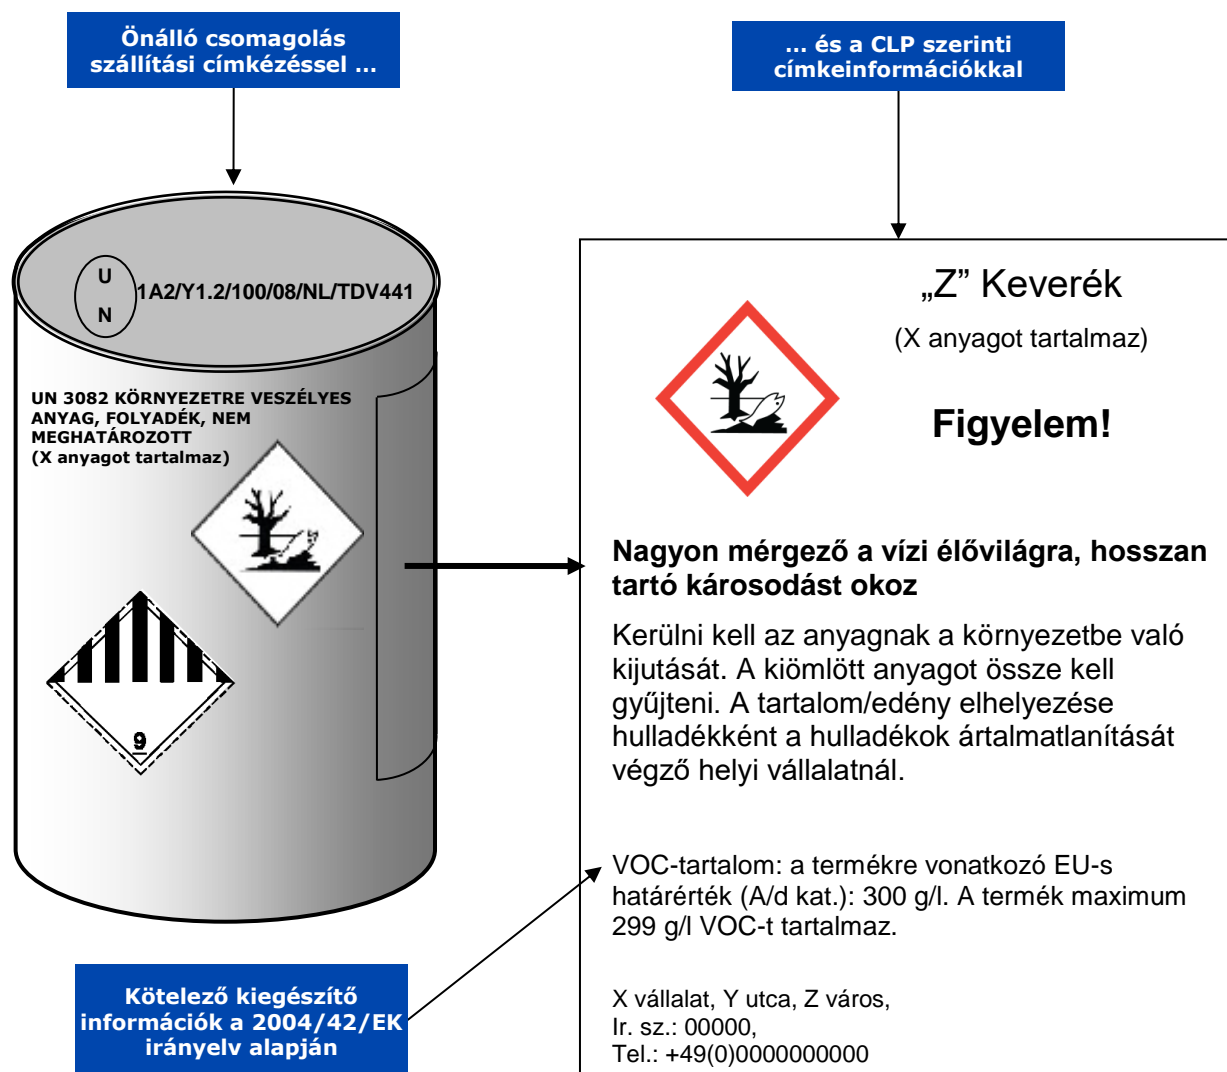 Önálló csomagolás
szállítási címkézéssel ...
... és a CLP szerinti
címkeinformációkkal
U
N
1A2/Y1.2/100/08/NL/TDV441
UN 3082 KÖRNYEZETRE VESZÉLYES
ANYAG, FOLYADÉK, NEM
MEGHATÁROZOTT
(X anyagot tartalmaz)
9
„Z” Keverék
(X anyagot tartalmaz)
Figyelem!
Nagyon mérgező a vízi élővilágra, hosszan
tartó károsodást okoz
Kerülni kell az anyagnak a környezetbe való
kijutását. A kiömlött anyagot össze kell
gyűjteni. A tartalom/edény elhelyezése
hulladékként a hulladékok ártalmatlanítását
végző helyi vállalatnál.
VOC-tartalom: a termékre vonatkozó EU-s
határérték (A/d kat.): 300 g/l. A termék maximum
299 g/l VOC-t tartalmaz.
X vállalat, Y utca, Z város,
Ir. sz.: 00000,
Tel.: +49(0)0000000000
Kötelező kiegészítő
információk a 2004/42/EK
irányelv alapján